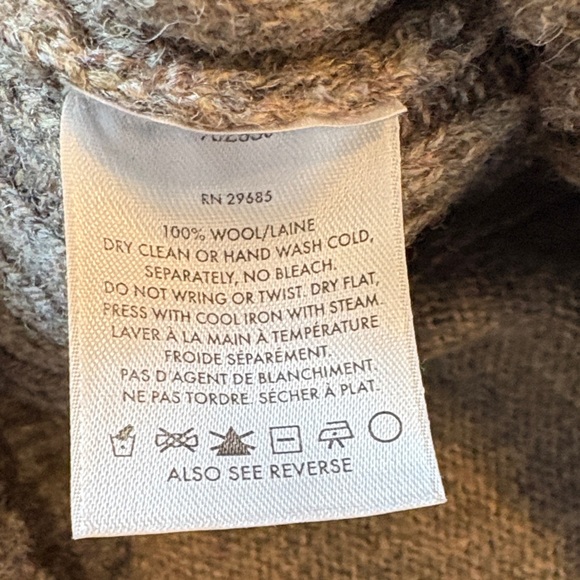 RN 29685
100% WOOL/LAINE
DRY CLEAN OR HAND WASH COLD,
SEPARATELY, NO BLEACH.
DO NOT WRING OR TWIST. DRY FLAT,
PRESS WITH COOL IRON WITH STEAM.
LAVER À LA MAIN À TEMPÉRATURE
FROIDE SÉPARÉMENT.
PAS D'AGENT DE BLANCHIMENT.
NE PAS TORDRE. SÉCHER À PLAT.
ALSO SEE REVERSE